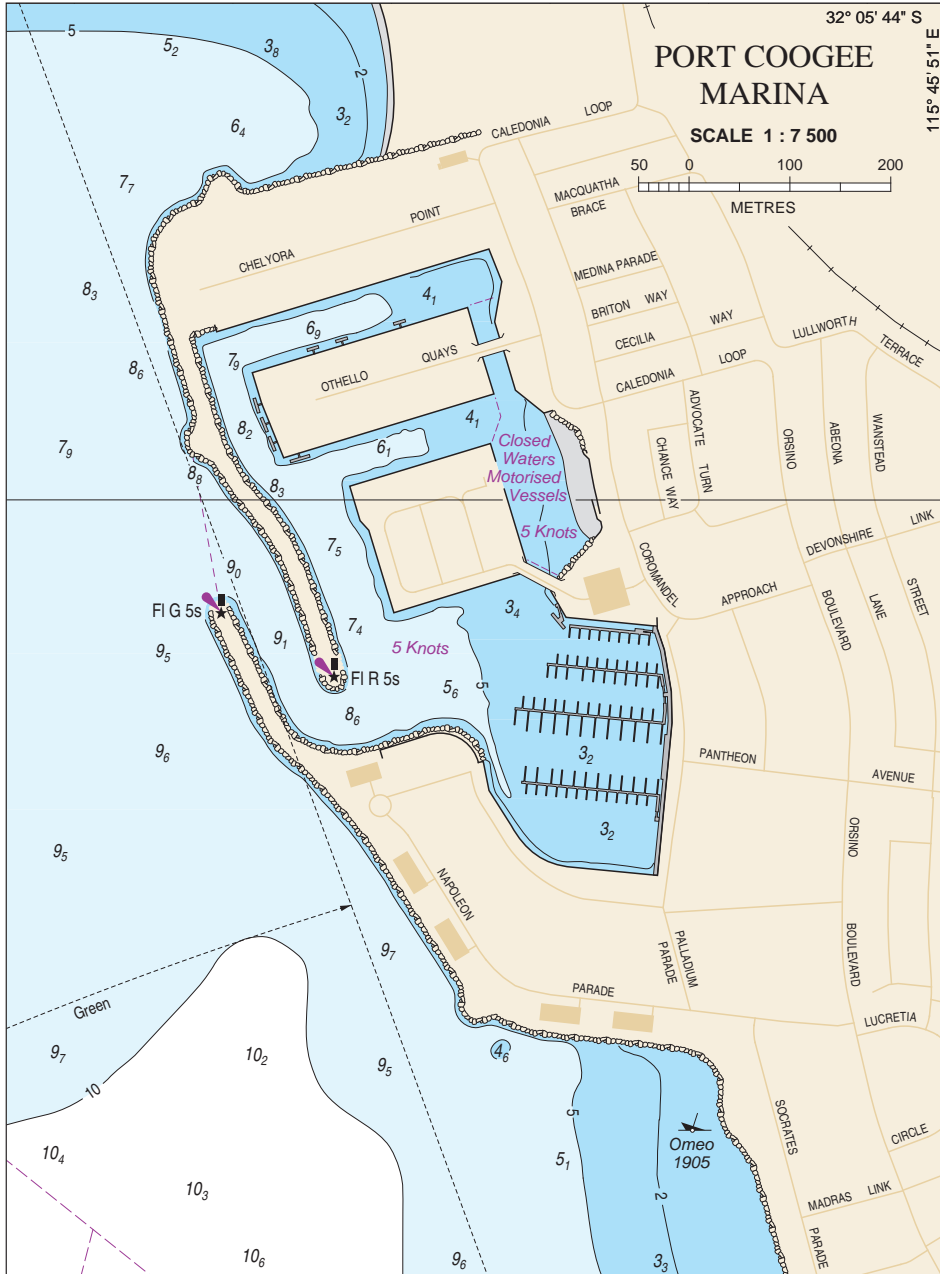 32° 05' 44" S
115° 45' 51" E
PORT COOGEE
MARINA
SCALE 1 : 7 500
50 0 100 200
METRES
5
5₂
3₈
2
3₂
6₄
7₇
CALEDONIA LOOP
MACQUATHA
BRACE
CHELYORA POINT
MEDINA PARADE
BRITON WAY
CECILIA WAY
CALEDONIA LOOP
LULLWORTH TERRACE
8₃
4₁
6₉
7₉
8₆
OTHELLO QUAYS
8₂
4₁
6₁
7₉
8₈
8₃
Closed
Waters
Motorised
Vessels
5 Knots
ADVOCATE TURN
CHANCE WAY
ORSINO BOULEVARD
ABEONA LANE
WANSTEAD STREET
DEVONSHIRE LINK
COROMANDEL APPROACH
7₅
9₀
Fl G 5s
9₅
9₁
7₄
3₄
5 Knots
Fl R 5s
5₆
5
8₆
9₆
3₂
3₂
PANTHEON AVENUE
ORSINO BOULEVARD
9₅
NAPOLEON PARADE
PALLADIUM
PARADE
9₇
Green
LUCRETIA
9₇
10
10₂
9₅
4₆
5
5₁
2
Omeo
1905
SOCRATES PARADE
CIRCLE
MADRAS LINK
10₄
10₃
10₆
9₆
3₃